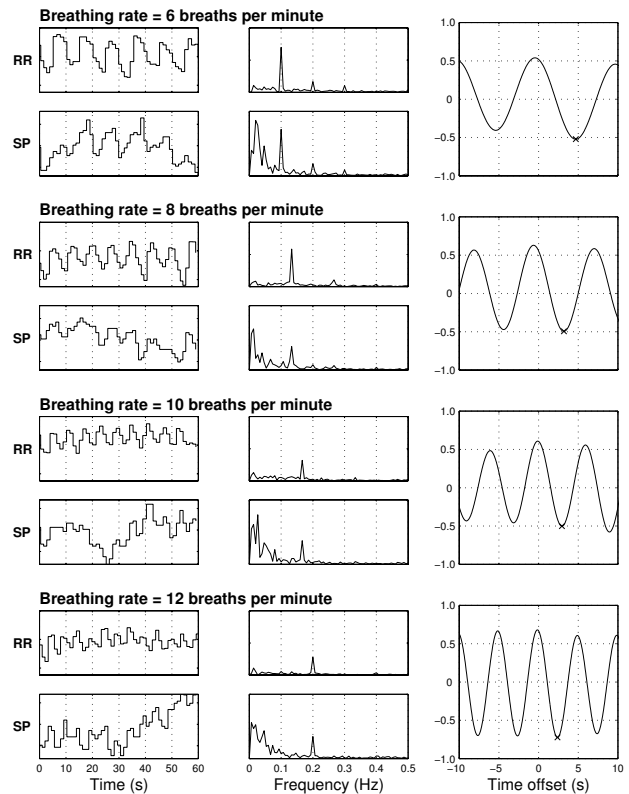 Breathing rate = 6 breaths per minute
RR
SP
1.0
0.5
0
−0.5
−1.0
Breathing rate = 8 breaths per minute
RR
SP
1.0
0.5
0
−0.5
−1.0
Breathing rate = 10 breaths per minute
RR
SP
1.0
0.5
0
−0.5
−1.0
Breathing rate = 12 breaths per minute
RR
SP
1.0
0.5
0
−0.5
−1.0
0 10 20 30 40 50 60
0 0.1 0.2 0.3 0.4 0.5
−10 −5 0 5 10
Time (s)
Frequency (Hz)
Time offset (s)